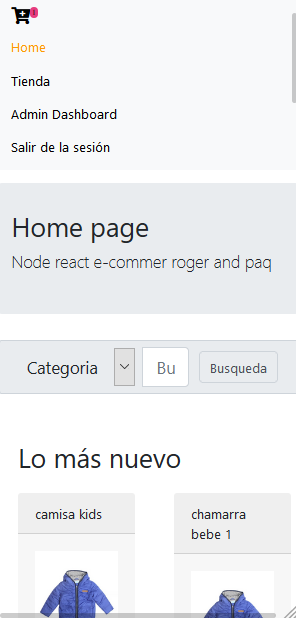 Home
Tienda
Admin Dashboard
Salir de la sesión
Home page
Node react e-commer roger and paq
Categoria
Bu
Busqueda
Lo más nuevo
camisa kids
chamarra
bebe 1